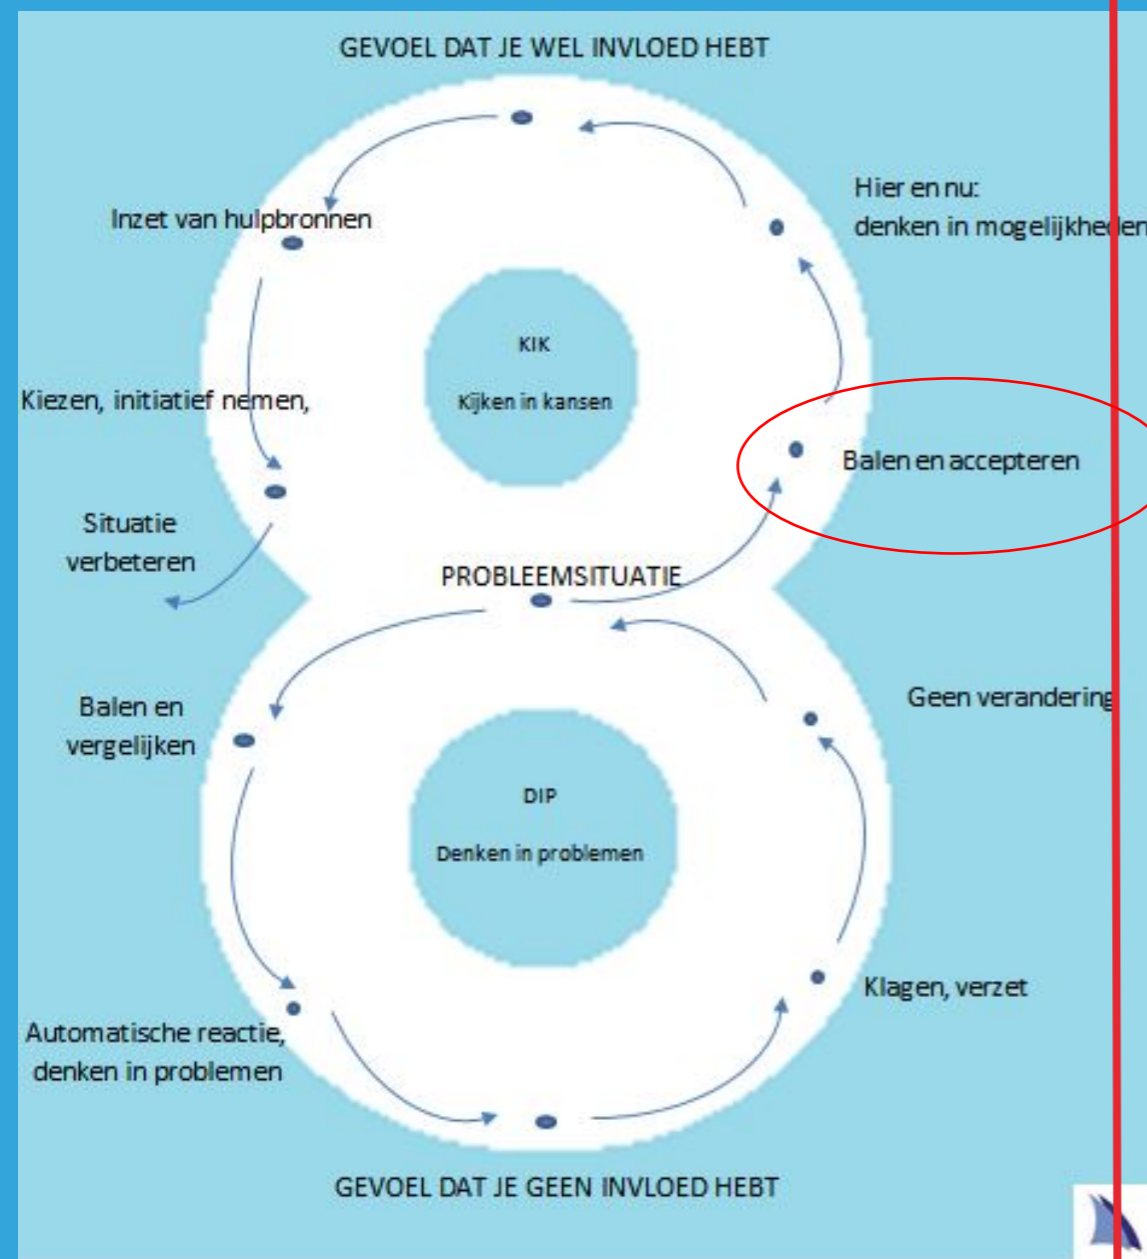 GEVOEL DAT JE WEL INVLOED HEBT
Hier en nu:
denken in mogelijkheden
Inzet van hulpbronnen
KIK
Kijken in kansen
Kiezen, initiatief nemen,
Balen en accepteren
Situatie
verbeteren
PROBLEEMSITUATIE
Balen en
vergelijken
Geen verandering
DIP
Denken in problemen
Klagen, verzet
Automatische reactie,
denken in problemen
GEVOEL DAT JE GEEN INVLOED HEBT